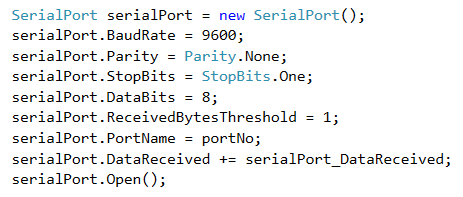 SerialPort serialPort = new SerialPort();
serialPort.BaudRate = 9600;
serialPort.Parity = Parity.None;
serialPort.StopBits = StopBits.One;
serialPort.DataBits = 8;
serialPort.ReceivedBytesThreshold = 1;
serialPort.PortName = portNo;
serialPort.DataReceived += serialPort_DataReceived;
serialPort.Open();